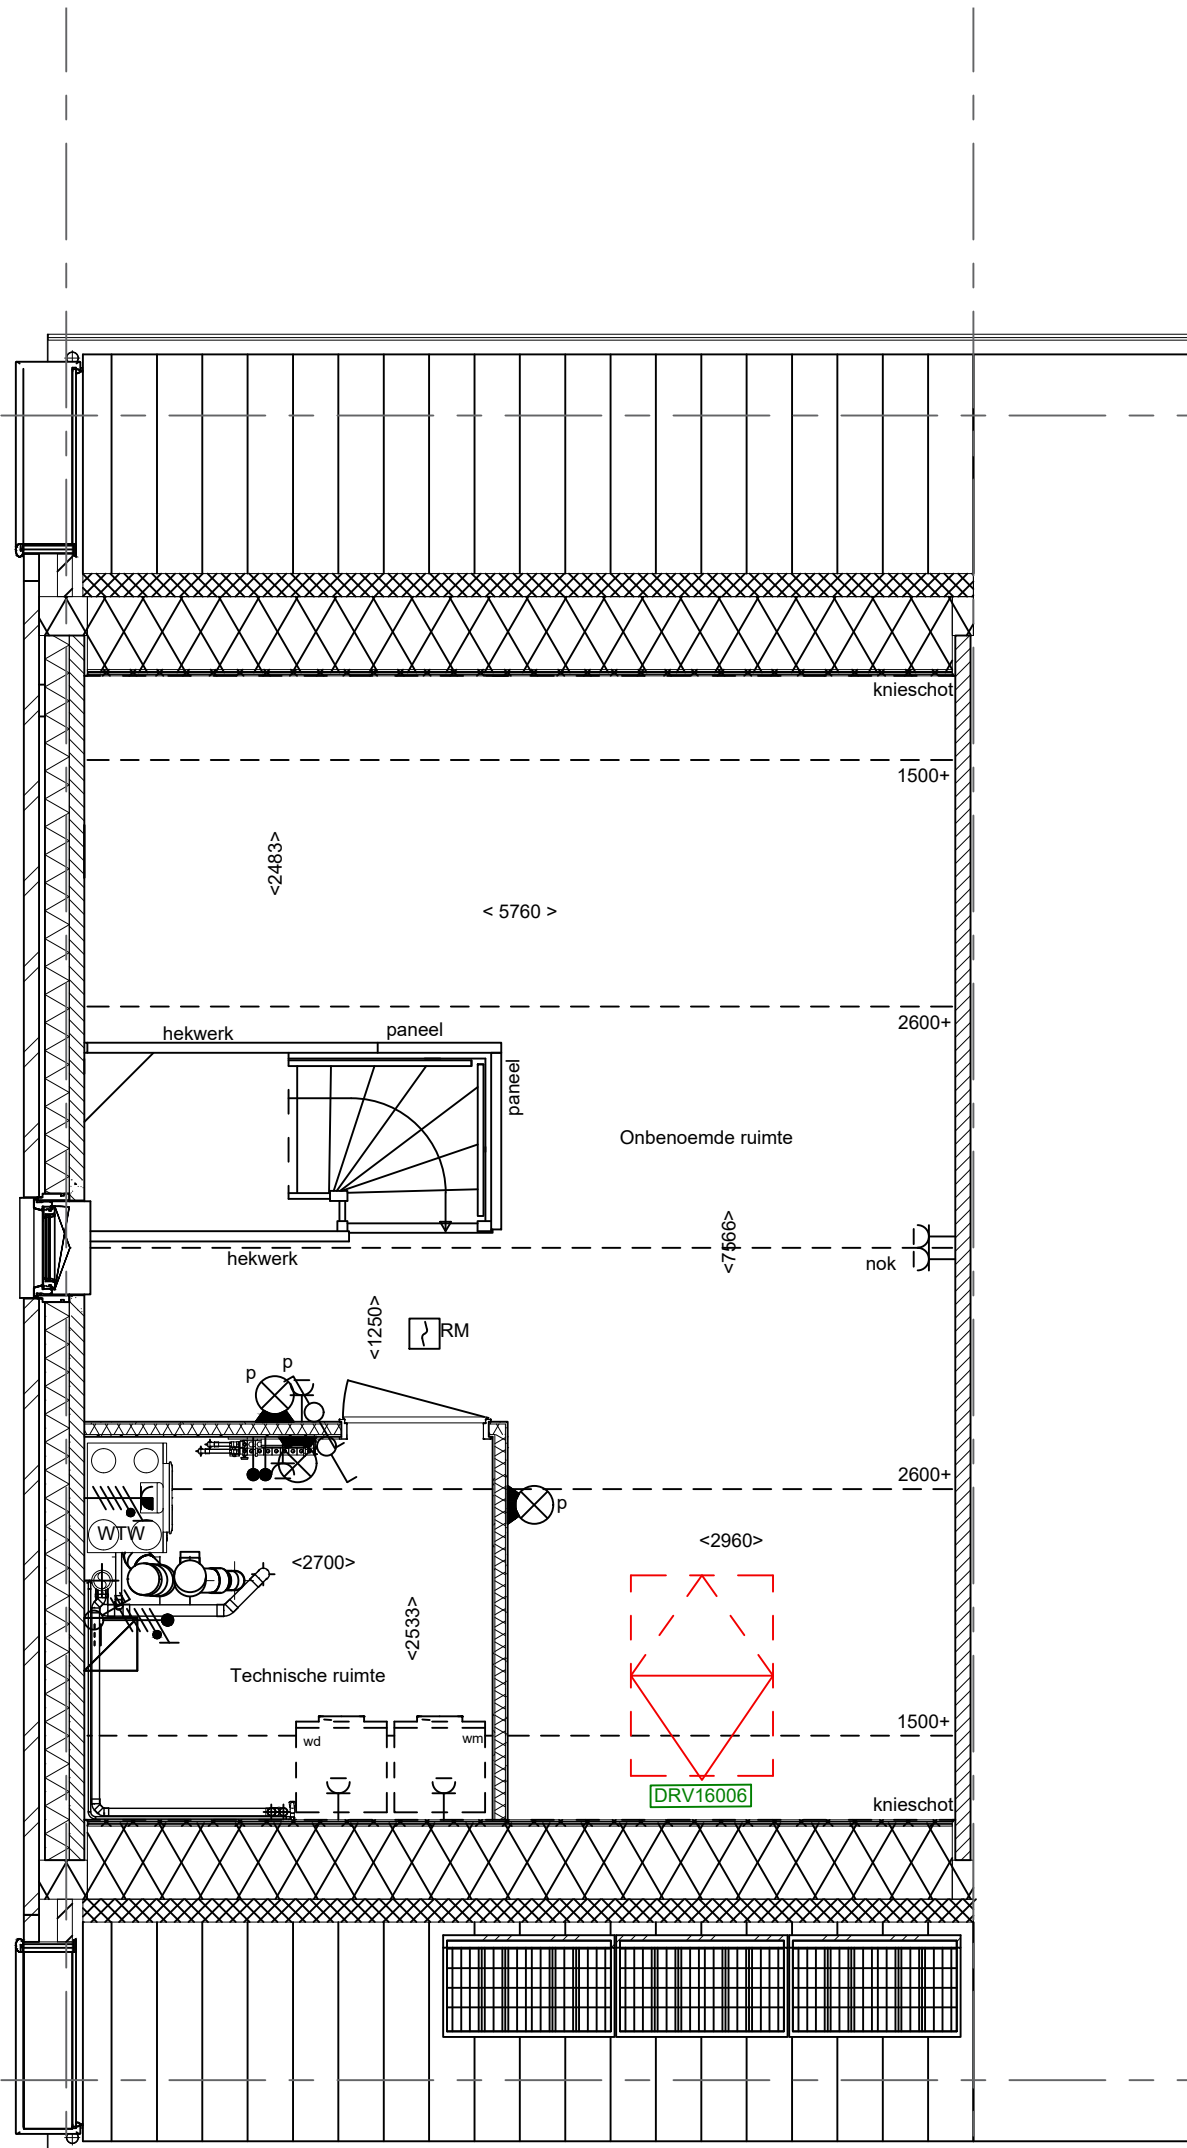 knieschot
1500+
<2483>
< 5760 >
2600+
hekwerk
paneel
paneel
Onbenoemde ruimte
<7566>
hekwerk
nok
<1250>
RM
p
p
2600+
WTW
p
<2960>
<2700>
<2533>
Technische ruimte
1500+
wd
wm
DRV16006
knieschot